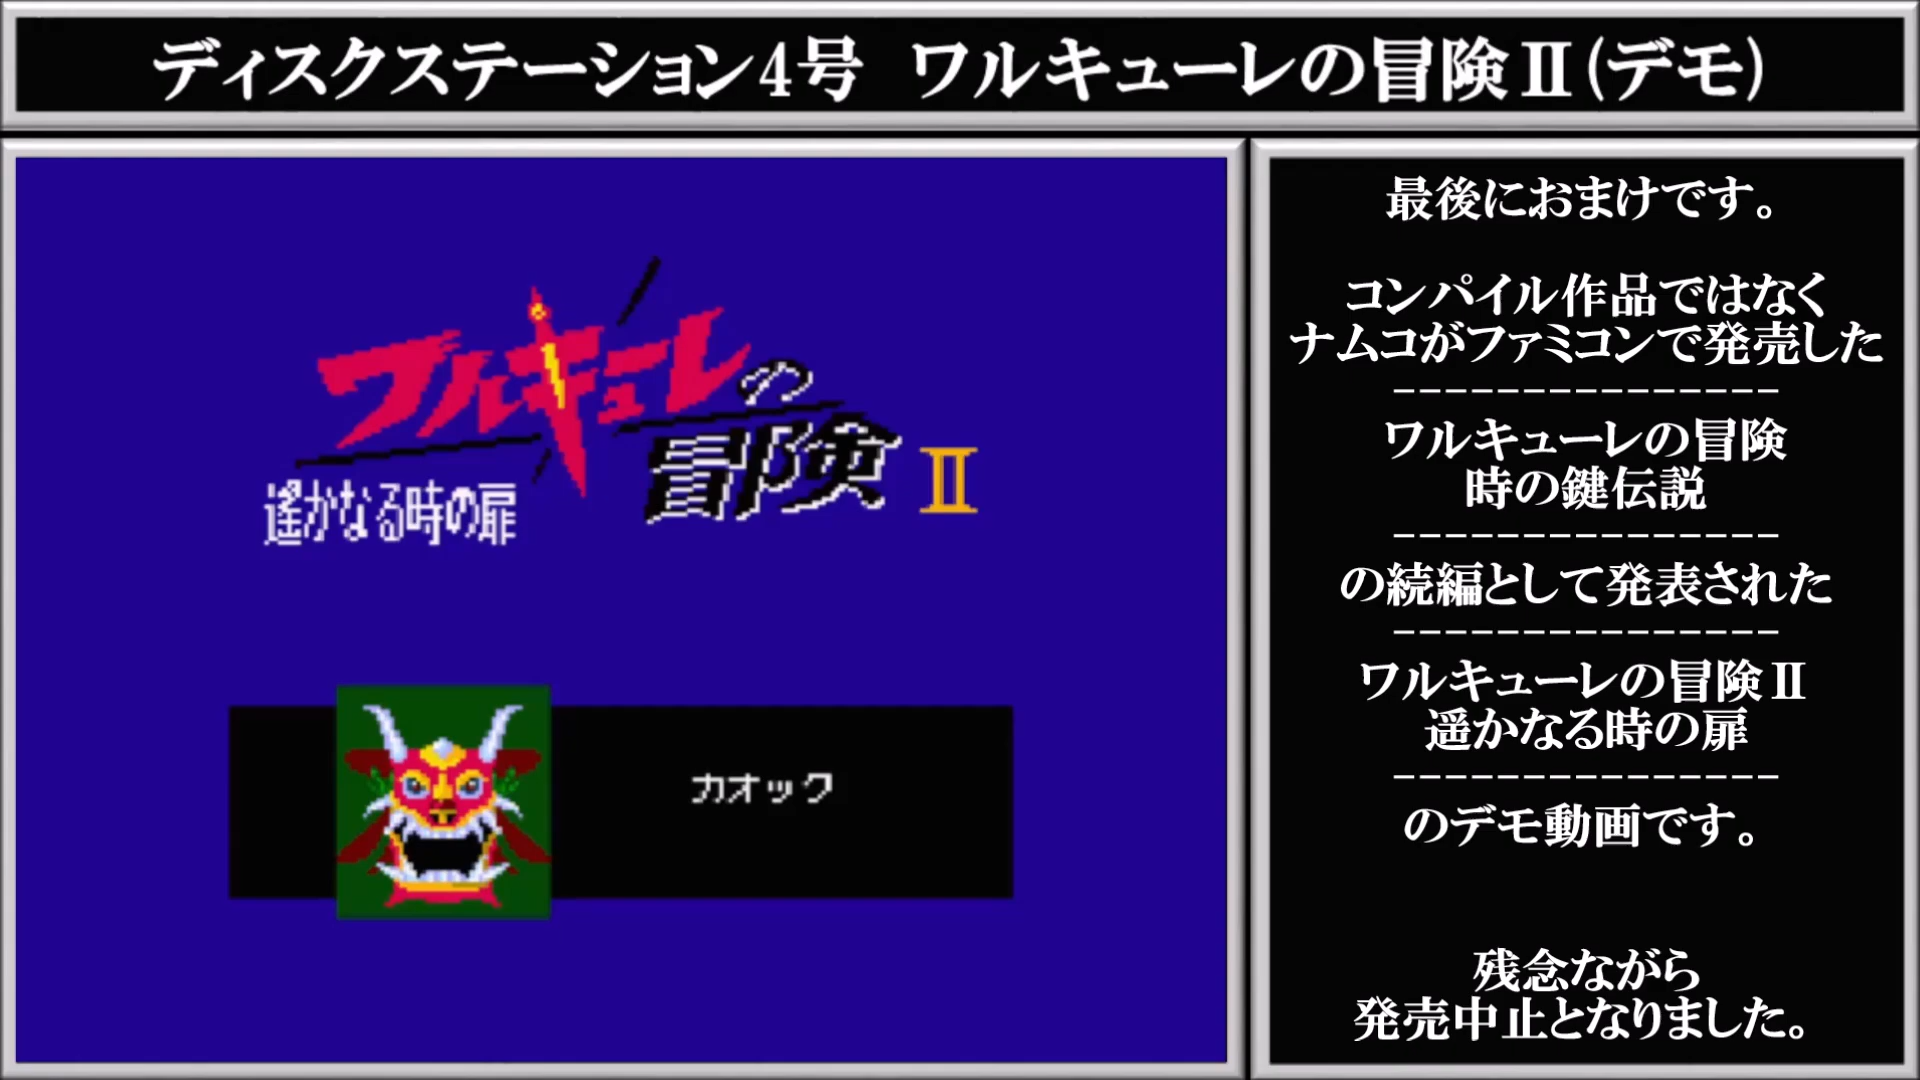 ディスクステーション4号　ワルキューレの冒険Ⅱ(デモ)
ワルキューレの
冒険Ⅱ
遙かなる時の扉
カオック
最後におまけです。
コンパイル作品ではなく
ナムコがファミコンで発売した
---------------
ワルキューレの冒険
時の鍵伝説
---------------
の続編として発表された
---------------
ワルキューレの冒険Ⅱ
遥かなる時の扉
---------------
のデモ動画です。
残念ながら
発売中止となりました。